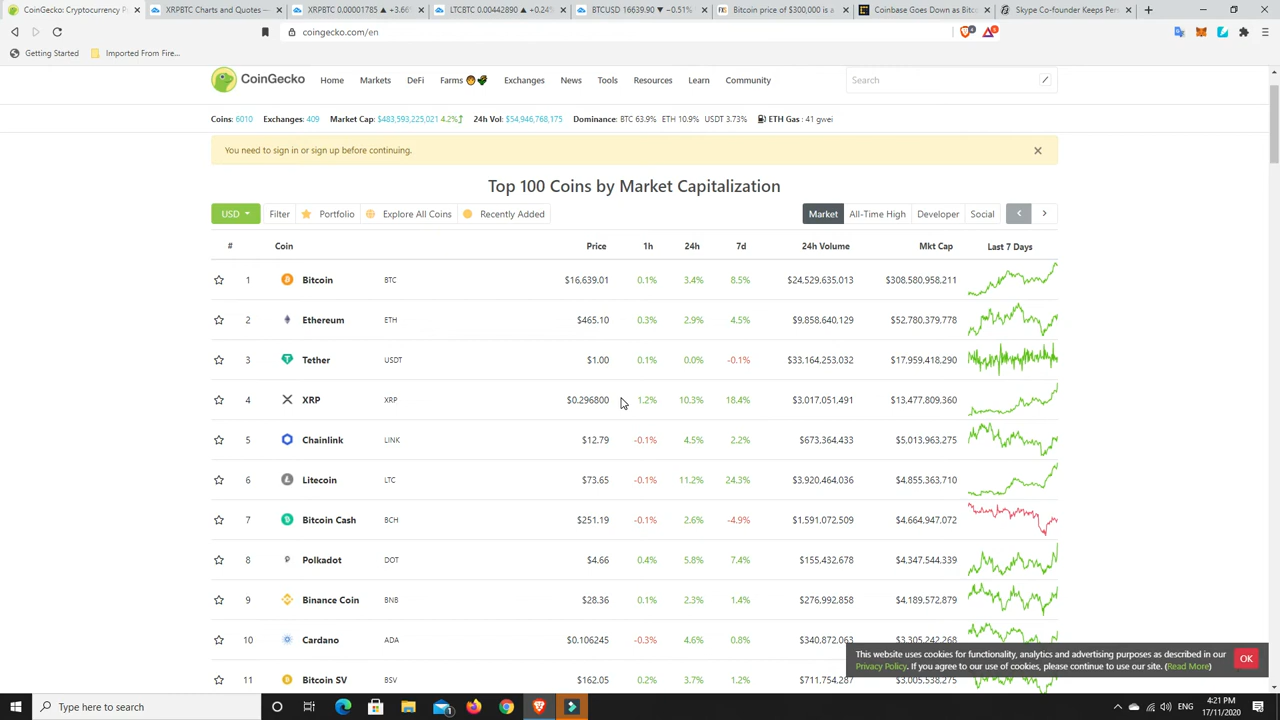 CoinGecko: Cryptocurrency Pr
XRPBTC Charts and Quotes —
XRPBTC 0.00001785 ▲ +3.66%
LTCBTC 0.00442890 ▲ +0.24%
BTCUSD 16639.90 ▼ −0.51%
Bitcoin price of $300,000 is a
Coinbase Goes Down as Bitco
Skype Co-founder Keeps Pers
coingecko.com/en
Getting Started
Imported From Fire...
CoinGecko
Home
Markets
DeFi
Farms
Exchanges
News
Tools
Resources
Learn
Community
Search
/
Coins: 6010 Exchanges: 409 Market Cap: $483,593,225,021 4.2% 24h Vol: $54,946,768,175 Dominance: BTC 63.9% ETH 10.9% USDT 3.73% ETH Gas : 41 gwei
You need to sign in or sign up before continuing.
Top 100 Coins by Market Capitalization
USD Filter Portfolio Explore All Coins Recently Added Market All-Time High Developer Social
# Coin Price 1h 24h 7d 24h Volume Mkt Cap Last 7 Days
1 Bitcoin BTC $16,639.01 0.1% 3.4% 8.5% $24,529,635,013 $308,580,958,211
2 Ethereum ETH $465.10 0.3% 2.9% 4.5% $9,858,640,129 $52,780,379,778
3 Tether USDT $1.00 0.1% 0.0% -0.1% $33,164,253,032 $17,959,418,290
4 XRP XRP $0.296800 1.2% 10.3% 18.4% $3,017,051,491 $13,477,809,360
5 Chainlink LINK $12.79 -0.1% 4.5% 2.2% $673,364,433 $5,013,963,275
6 Litecoin LTC $73.65 -0.1% 11.2% 24.3% $3,920,464,036 $4,855,363,710
7 Bitcoin Cash BCH $251.19 -0.1% 2.6% -4.9% $1,591,072,509 $4,664,947,072
8 Polkadot DOT $4.66 0.4% 5.8% 7.4% $155,432,678 $4,347,544,339
9 Binance Coin BNB $28.36 0.1% 2.3% 1.4% $276,992,858 $4,189,572,879
10 Cardano ADA $0.106245 -0.3% 4.6% 0.8% $340,872,063 $3,305,242,268
11 Bitcoin SV BSV $162.05 0.2% 3.7% 1.2% $711,754,287 $3,005,538,275
This website uses cookies for functionality, analytics and advertising purposes as described in our
Privacy Policy. If you agree to our use of cookies, please continue to use our site. (Read More)
OK
Type here to search
ENG
4:21 PM
17/11/2020